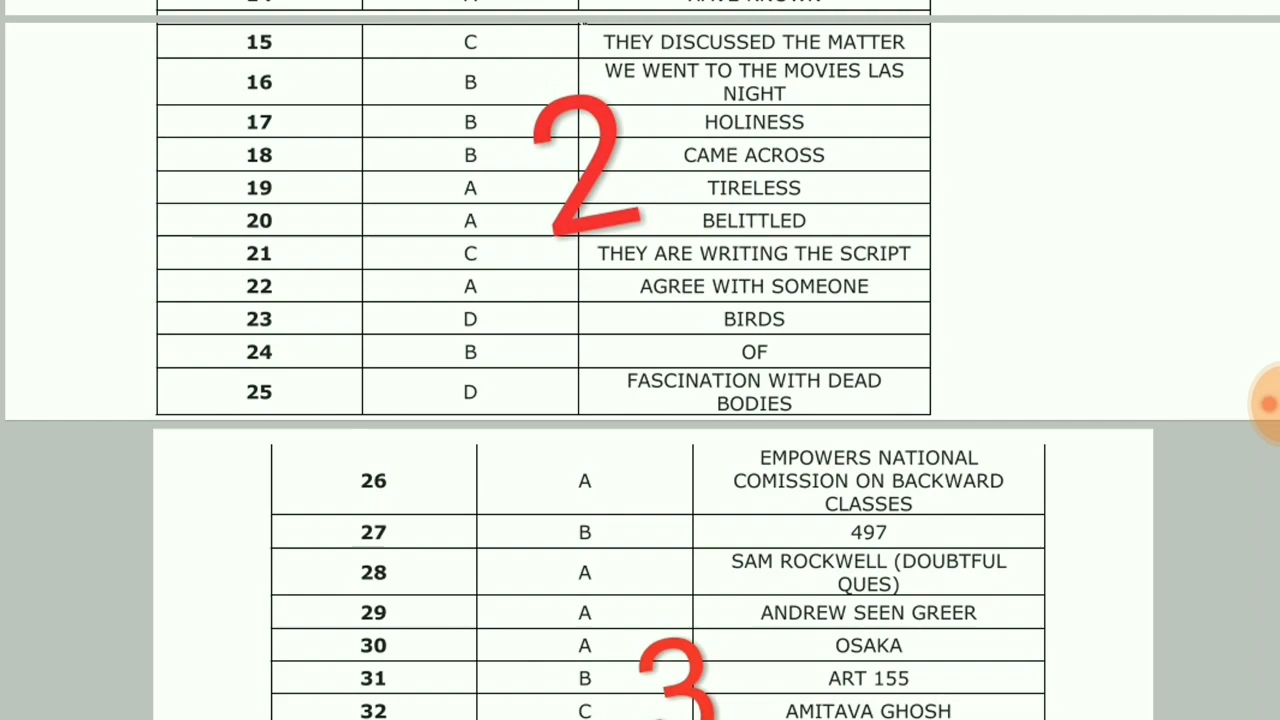 15 C THEY DISCUSSED THE MATTER
16 B WE WENT TO THE MOVIES LAS
NIGHT
17 B HOLINESS
18 B CAME ACROSS
19 A TIRELESS
20 A BELITTLED
21 C THEY ARE WRITING THE SCRIPT
22 A AGREE WITH SOMEONE
23 D BIRDS
24 B OF
25 D FASCINATION WITH DEAD
BODIES
2
26 A EMPOWERS NATIONAL
COMISSION ON BACKWARD
CLASSES
27 B 497
28 A SAM ROCKWELL (DOUBTFUL
QUES)
29 A ANDREW SEEN GREER
30 A OSAKA
31 B ART 155
32 C AMITAVA GHOSH
3